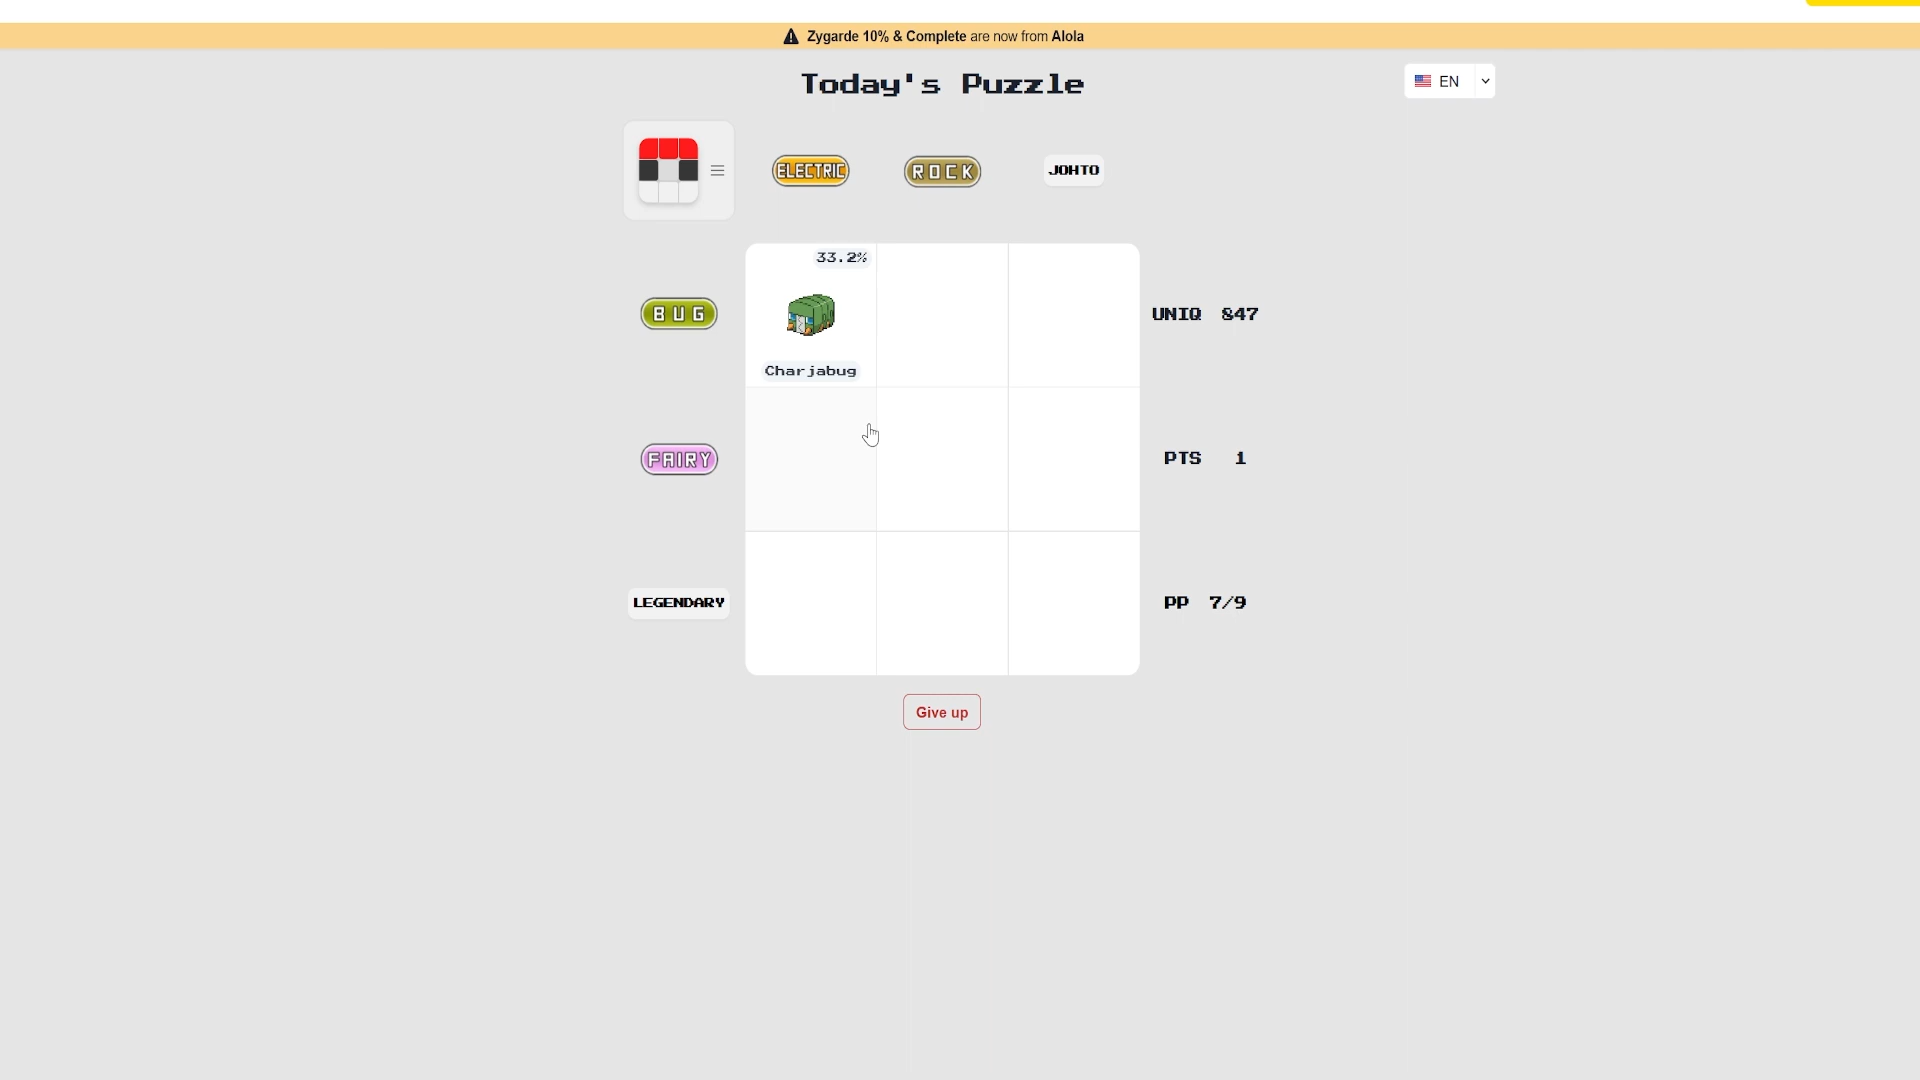 Zygarde 10% & Complete are now from Alola
Today's Puzzle
EN
ELECTRIC
ROCK
JOHTO
33.2%
BUG
UNIQ 847
Charjabug
FAIRY
PTS 1
LEGENDARY
PP 7/9
Give up